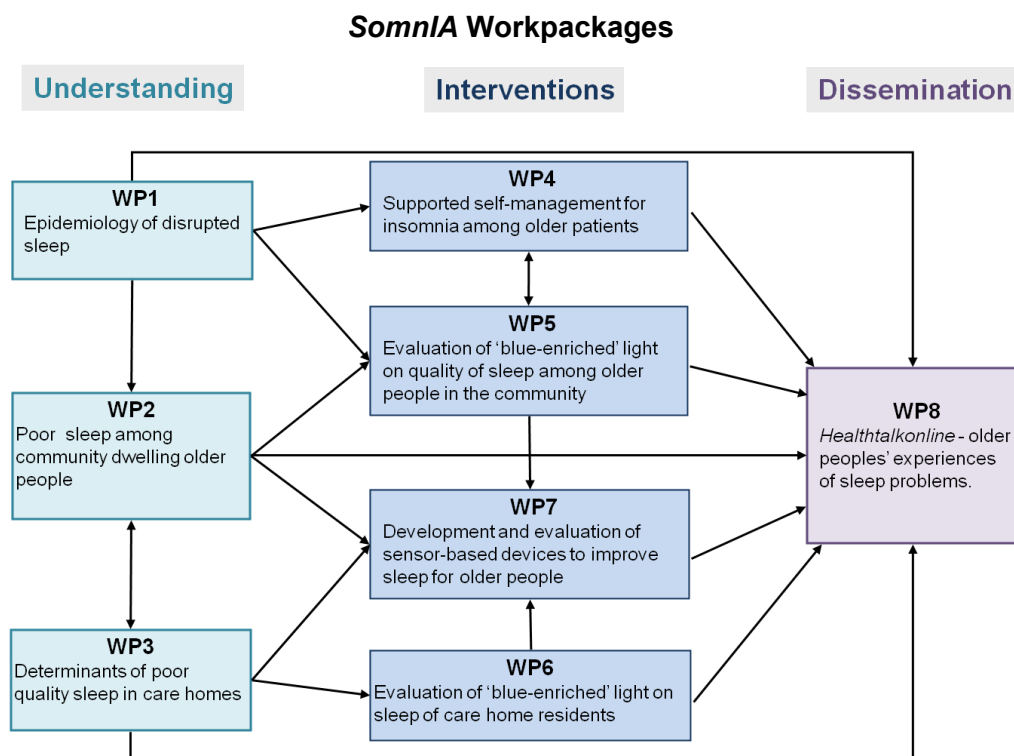 SomnIA Workpackages
Understanding
Interventions
Dissemination
WP1
Epidemiology of disrupted
sleep
WP2
Poor sleep among
community dwelling older
people
WP3
Determinants of poor
quality sleep in care homes
WP4
Supported self-management for
insomnia among older patients
WP5
Evaluation of ‘blue-enriched’ light
on quality of sleep among older
people in the community
WP7
Development and evaluation of
sensor-based devices to improve
sleep for older people
WP6
Evaluation of ‘blue-enriched’ light on
sleep of care home residents
WP8
Healthtalkonline - older
peoples’ experiences
of sleep problems.